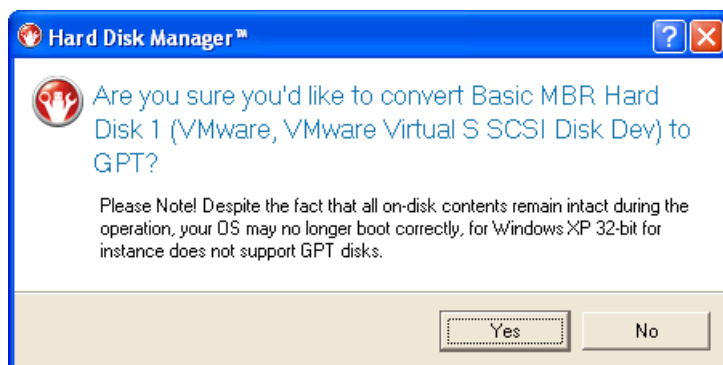 Hard Disk Manager™
Are you sure you'd like to convert Basic MBR Hard
Disk 1 (VMware, VMware Virtual S SCSI Disk Dev) to
GPT?
Please Note! Despite the fact that all on-disk contents remain intact during the
operation, your OS may no longer boot correctly, for Windows XP 32-bit for
instance does not support GPT disks.
Yes
No